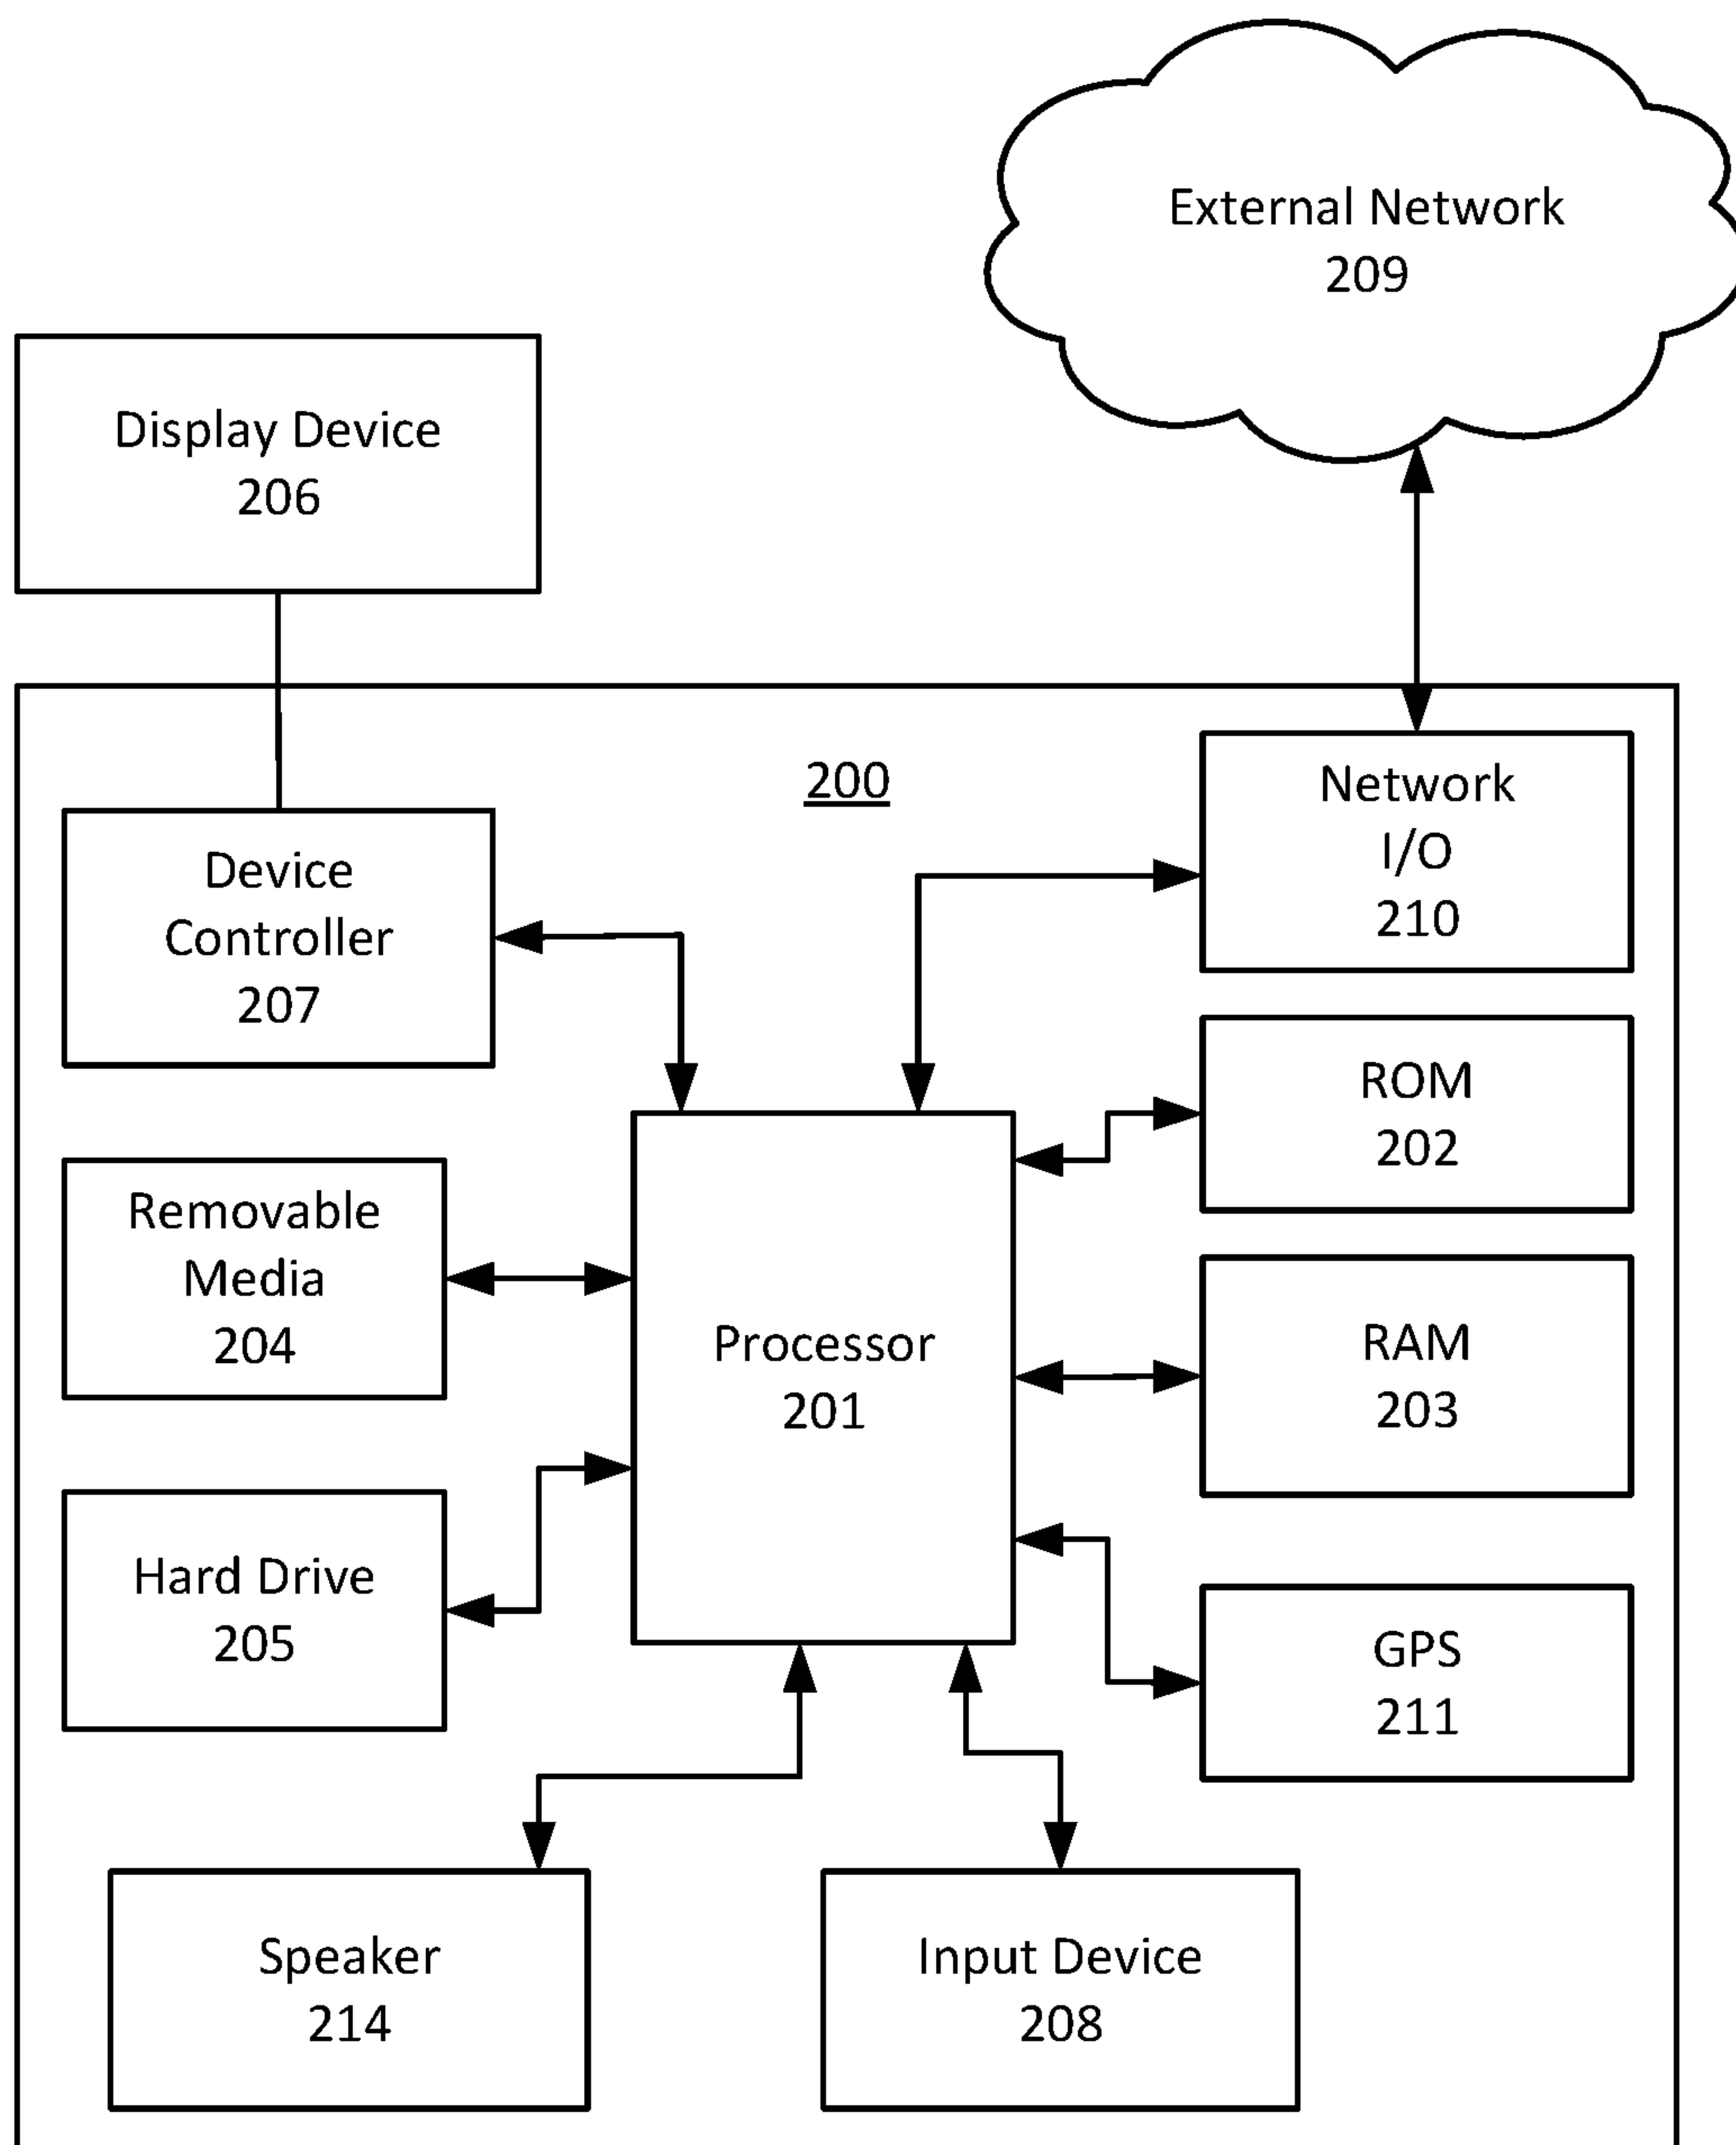 External Network
209
Display Device
206
200
Network
I/O
210
Device
Controller
207
ROM
202
Removable
Media
204
Processor
201
RAM
203
Hard Drive
205
GPS
211
Speaker
214
Input Device
208